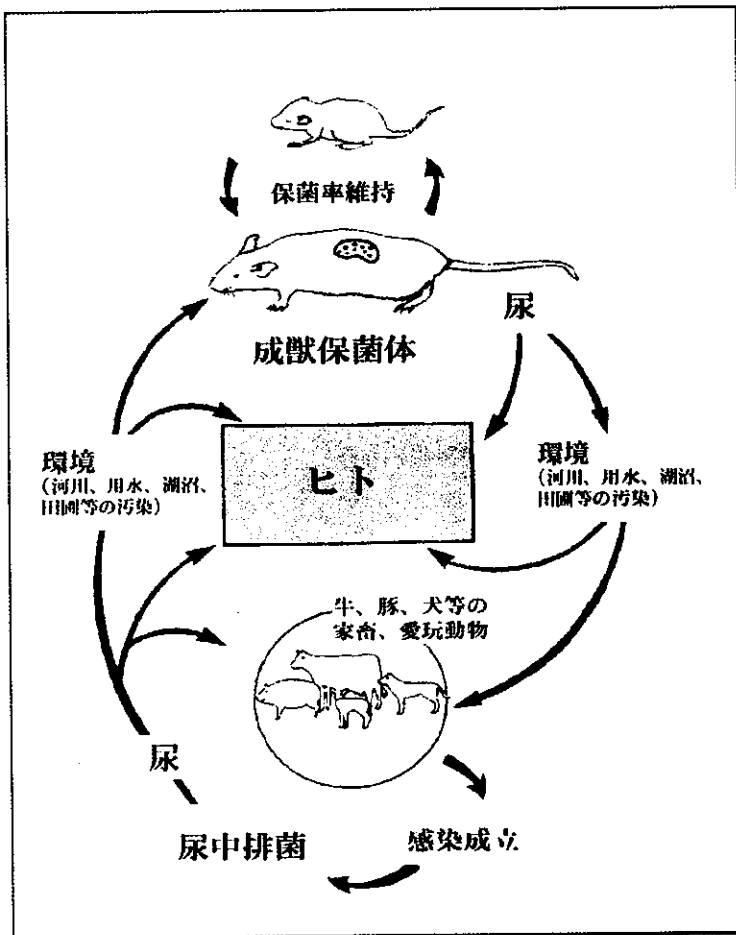 保菌率維持
尿
成獣保菌体
環境
(河川、用水、湖沼、
田圃等の汚染)
ヒト
環境
(河川、用水、湖沼、
田圃等の汚染)
牛、豚、犬等の
家畜、愛玩動物
尿
尿中排菌
感染成立